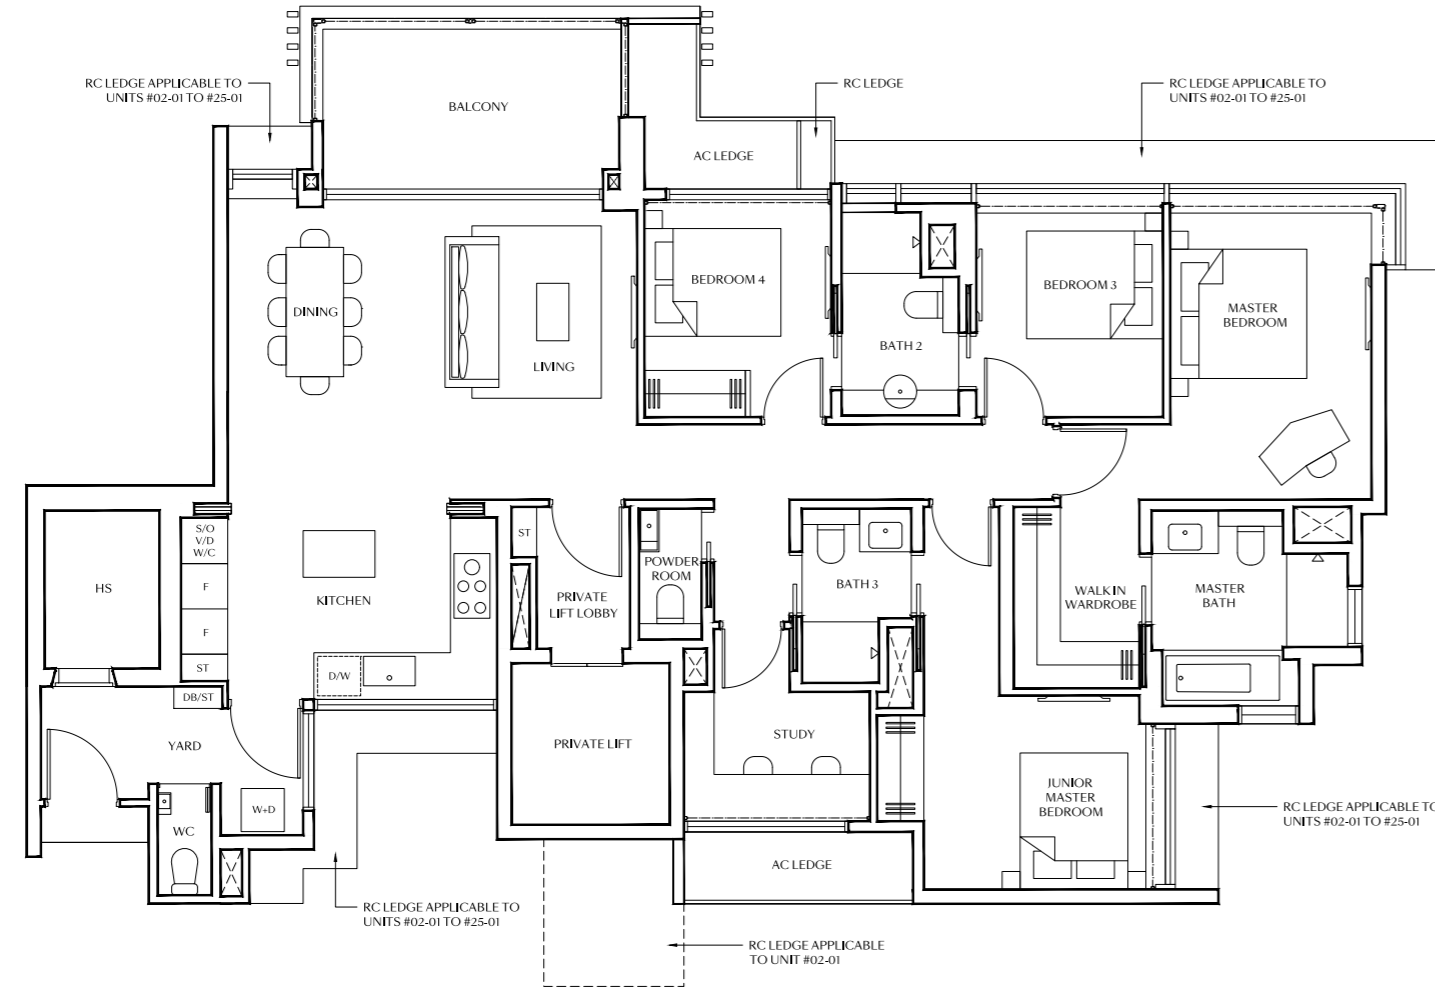 RC LEDGE APPLICABLE TO
UNITS #02-01 TO #25-01
BALCONY
RC LEDGE
RC LEDGE APPLICABLE TO
UNITS #02-01 TO #25-01
AC LEDGE
DINING
LIVING
BEDROOM 4
BATH 2
BEDROOM 3
MASTER
BEDROOM
S/O
V/D
W/C
F
F
ST
HS
KITCHEN
D/W
DB/ST
YARD
W+D
WC
ST
PRIVATE
LIFT LOBBY
POWDER
ROOM
BATH 3
WALK IN
WARDROBE
MASTER
BATH
PRIVATE LIFT
STUDY
JUNIOR
MASTER
BEDROOM
AC LEDGE
RC LEDGE APPLICABLE TO
UNITS #02-01 TO #25-01
RC LEDGE APPLICABLE TO
UNITS #02-01 TO #25-01
RC LEDGE APPLICABLE
TO UNIT #02-01